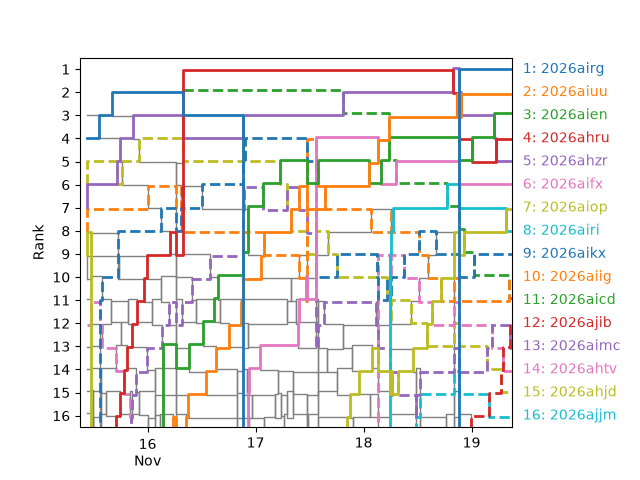 1
2
3
4
5
6
7
8
9
10
11
12
13
14
15
16
Rank
16
17
18
19
Nov
1: 2026airg
2: 2026aiuu
3: 2026aien
4: 2026ahru
5: 2026ahzr
6: 2026aifx
7: 2026aiop
8: 2026airi
9: 2026aikx
10: 2026aiig
11: 2026aicd
12: 2026ajib
13: 2026aimc
14: 2026ahtv
15: 2026ahjd
16: 2026ajjm